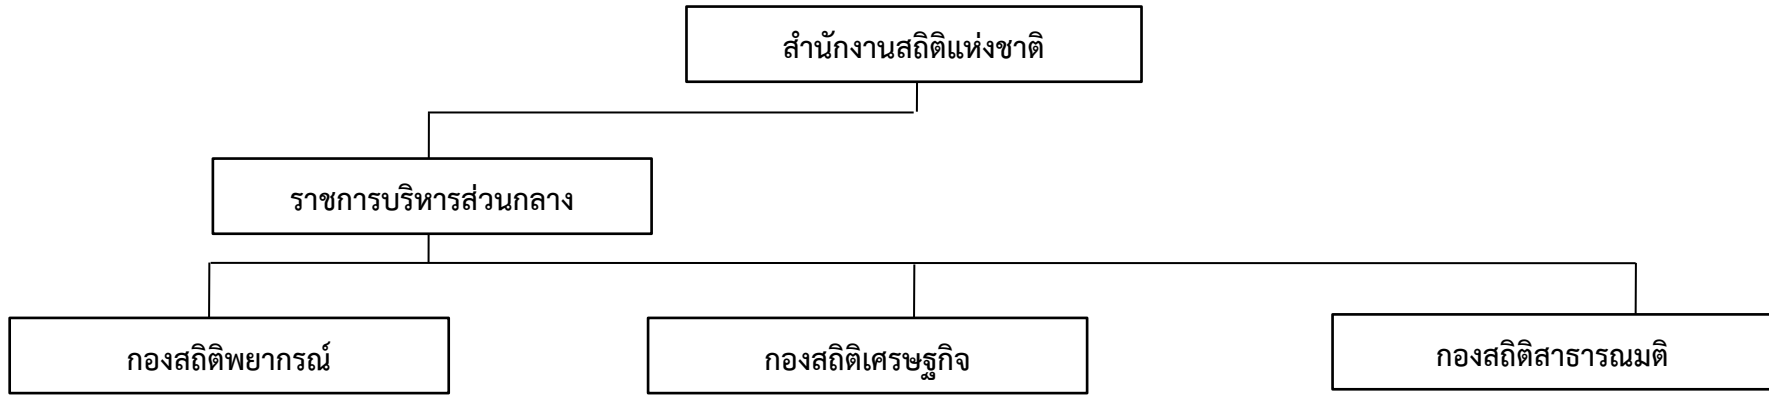 สำนักงานสถิติแห่งชาติ
ราชการบริหารส่วนกลาง
กองสถิติพยากรณ์
กองสถิติเศรษฐกิจ
กองสถิติสาธารณมติ